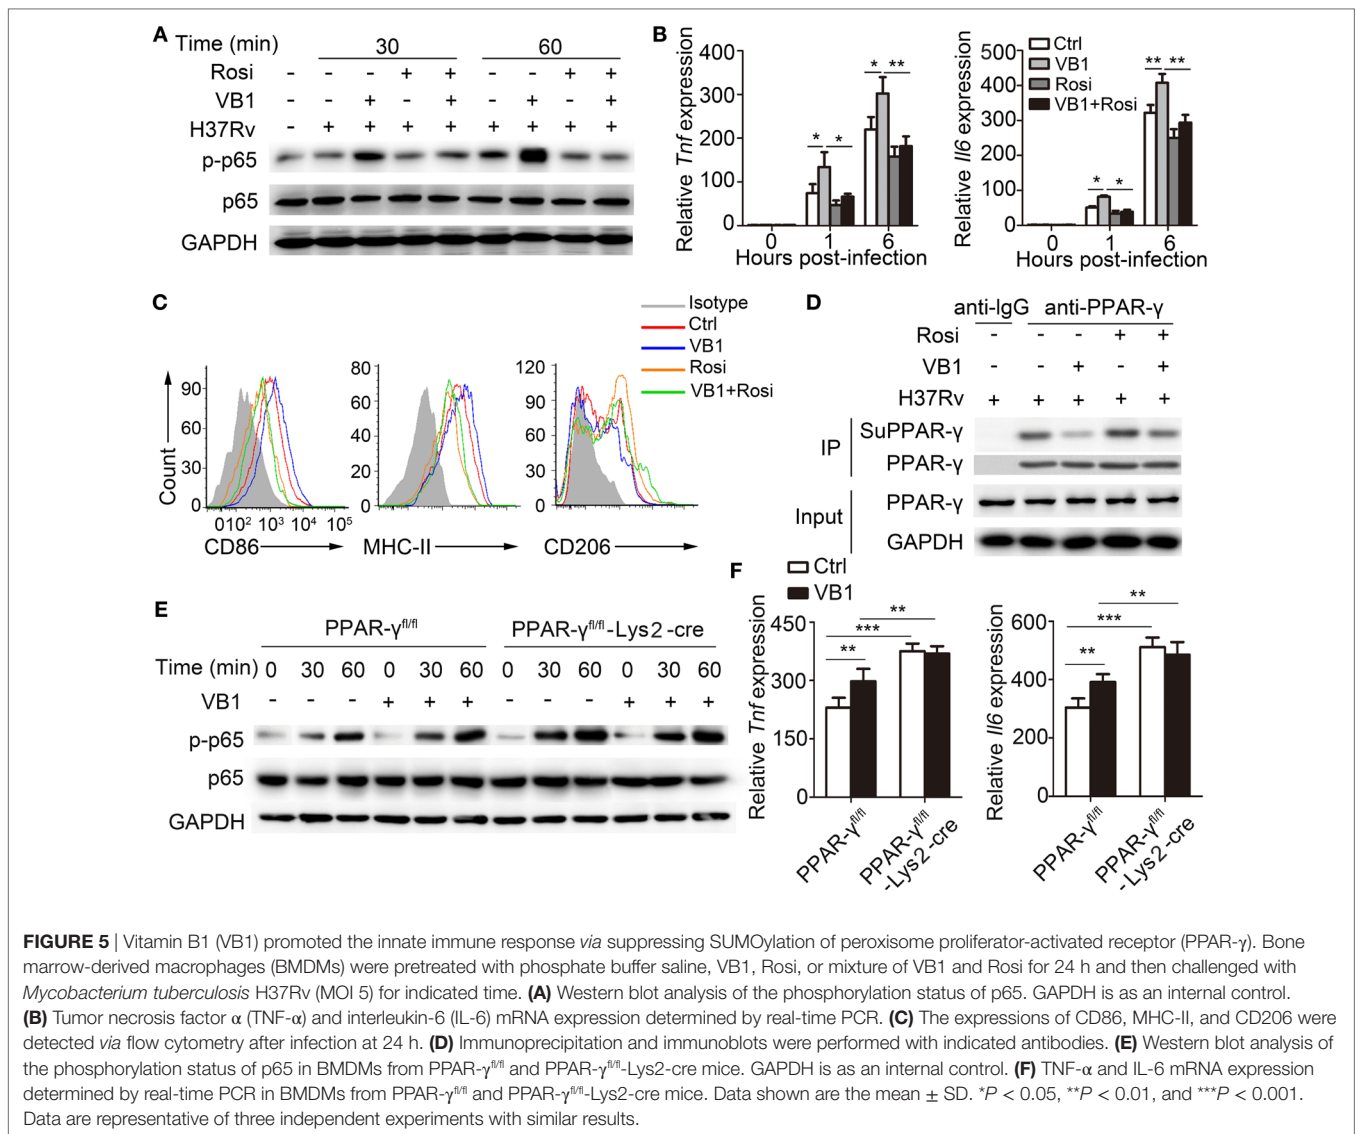 A
Time (min) 30 60
Rosi - - - + + - - + +
VB1 - - + - + - + - +
H37Rv - + + + + + + + +
p-p65
p65
GAPDH
B
Relative Tnf expression
400
300
200
100
0
* * * **
0 1 6
Hours post-infection
Relative Il6 expression
500
400
300
200
100
0
* * ** **
0 1 6
Hours post-infection
Ctrl
VB1
Rosi
VB1+Rosi
C
Isotype
Ctrl
VB1
Rosi
VB1+Rosi
Count
90
60
30
0
0 10² 10³ 10⁴ 10⁵
CD86
80
60
40
20
0
MHC-II
120
90
60
30
0
CD206
D
anti-IgG anti-PPAR-γ
Rosi - - - + +
VB1 - - + - +
H37Rv + + + + +
IP
SuPPAR-γ
PPAR-γ
Input
PPAR-γ
GAPDH
E
PPAR-γfl/fl PPAR-γfl/fl-Lys2-cre
Time (min) 0 30 60 0 30 60 0 30 60 0 30 60
VB1 - - - + + + - - - + + +
p-p65
p65
GAPDH
F
Ctrl
VB1
Relative Tnf expression
450
300
150
0
**
***
**
PPAR-γfl/fl
PPAR-γfl/fl
-Lys2-cre
Relative Il6 expression
600
400
200
0
**
***
**
PPAR-γfl/fl
PPAR-γfl/fl
-Lys2-cre
FIGURE 5 | Vitamin B1 (VB1) promoted the innate immune response via suppressing SUMOylation of peroxisome proliferator-activated receptor (PPAR-γ). Bone
marrow-derived macrophages (BMDMs) were pretreated with phosphate buffer saline, VB1, Rosi, or mixture of VB1 and Rosi for 24 h and then challenged with
Mycobacterium tuberculosis H37Rv (MOI 5) for indicated time. (A) Western blot analysis of the phosphorylation status of p65. GAPDH is as an internal control.
(B) Tumor necrosis factor α (TNF-α) and interleukin-6 (IL-6) mRNA expression determined by real-time PCR. (C) The expressions of CD86, MHC-II, and CD206 were
detected via flow cytometry after infection at 24 h. (D) Immunoprecipitation and immunoblots were performed with indicated antibodies. (E) Western blot analysis of
the phosphorylation status of p65 in BMDMs from PPAR-γfl/fl and PPAR-γfl/fl-Lys2-cre mice. GAPDH is as an internal control. (F) TNF-α and IL-6 mRNA expression
determined by real-time PCR in BMDMs from PPAR-γfl/fl and PPAR-γfl/fl-Lys2-cre mice. Data shown are the mean ± SD. *P < 0.05, **P < 0.01, and ***P < 0.001.
Data are representative of three independent experiments with similar results.